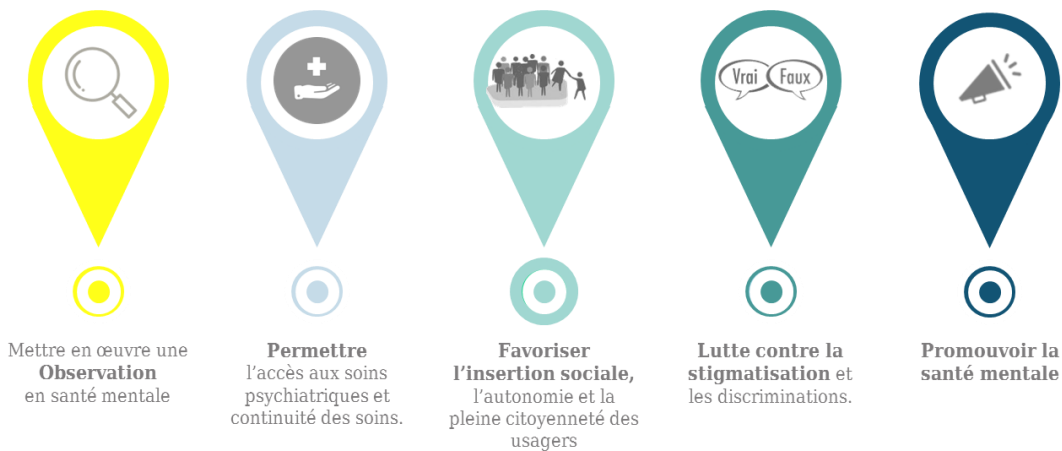 Vrai Faux
Mettre en œuvre une
Observation
en santé mentale
Permettre
l'accès aux soins
psychiatriques et
continuité des soins.
Favoriser
l'insertion sociale,
l'autonomie et la
pleine citoyenneté des
usagers
Lutte contre la
stigmatisation et
les discriminations.
Promouvoir la
santé mentale